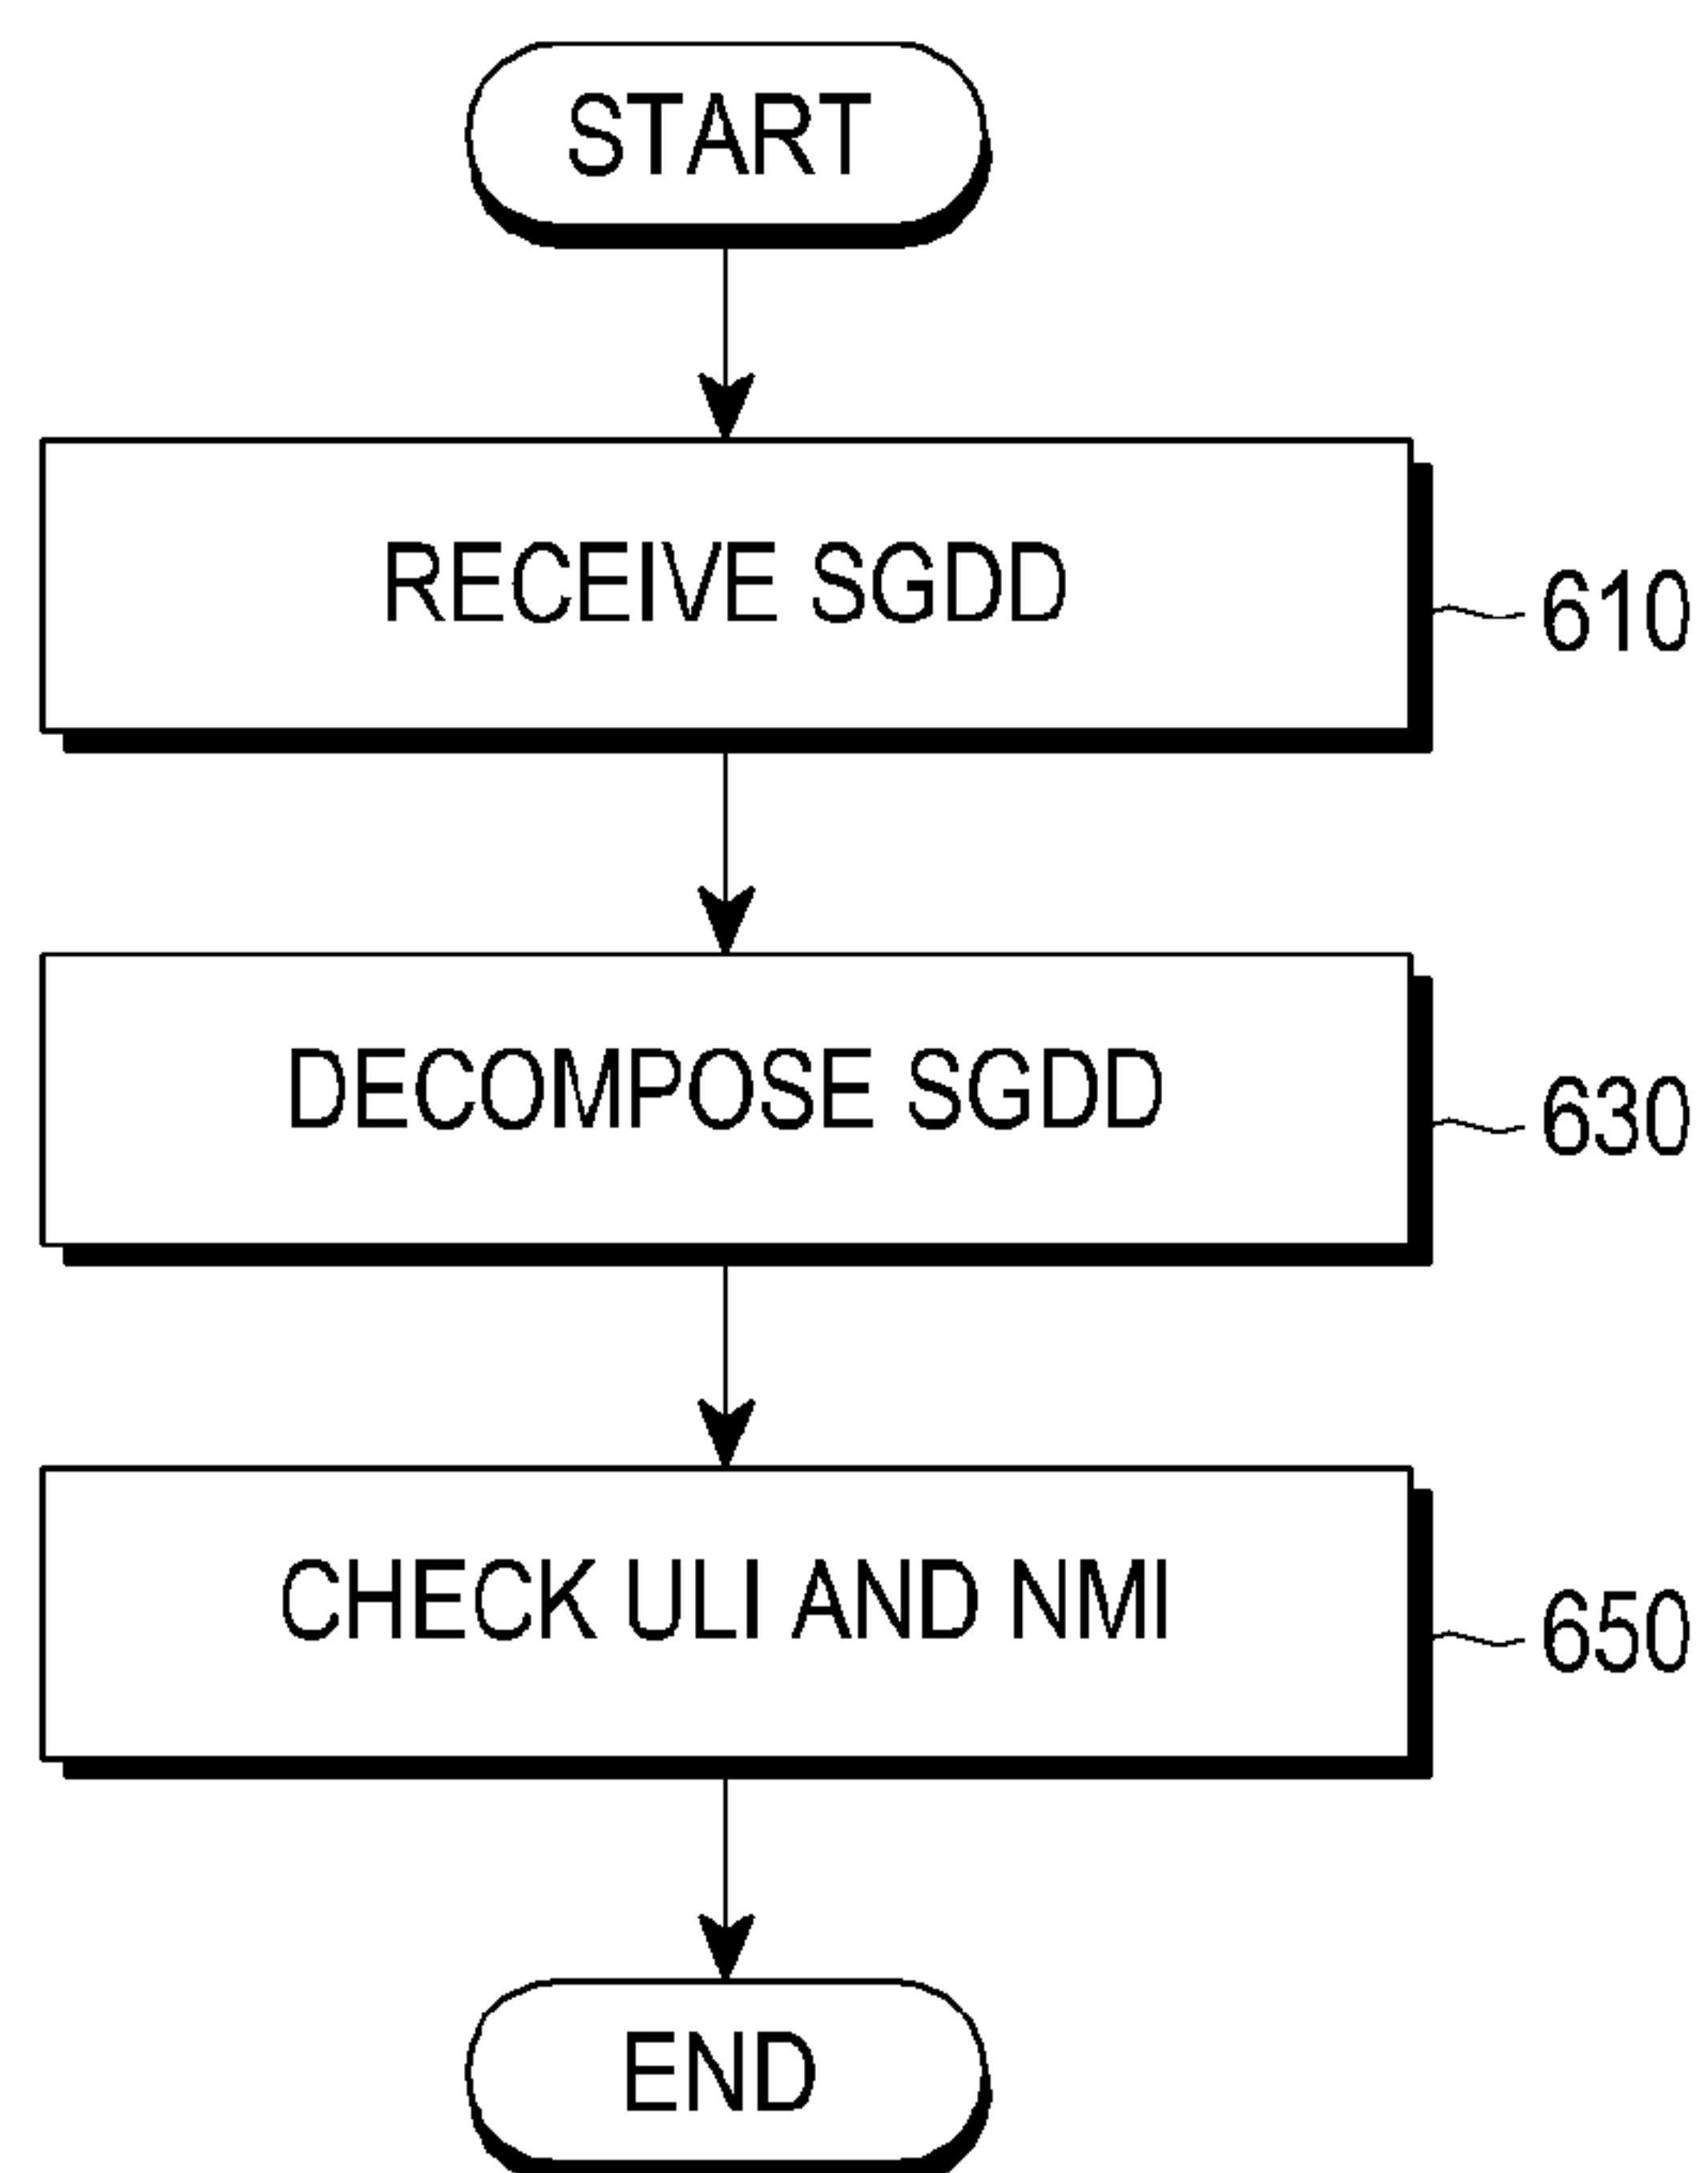 START
RECEIVE SGDD
610
DECOMPOSE SGDD
630
CHECK ULI AND NMI
650
END